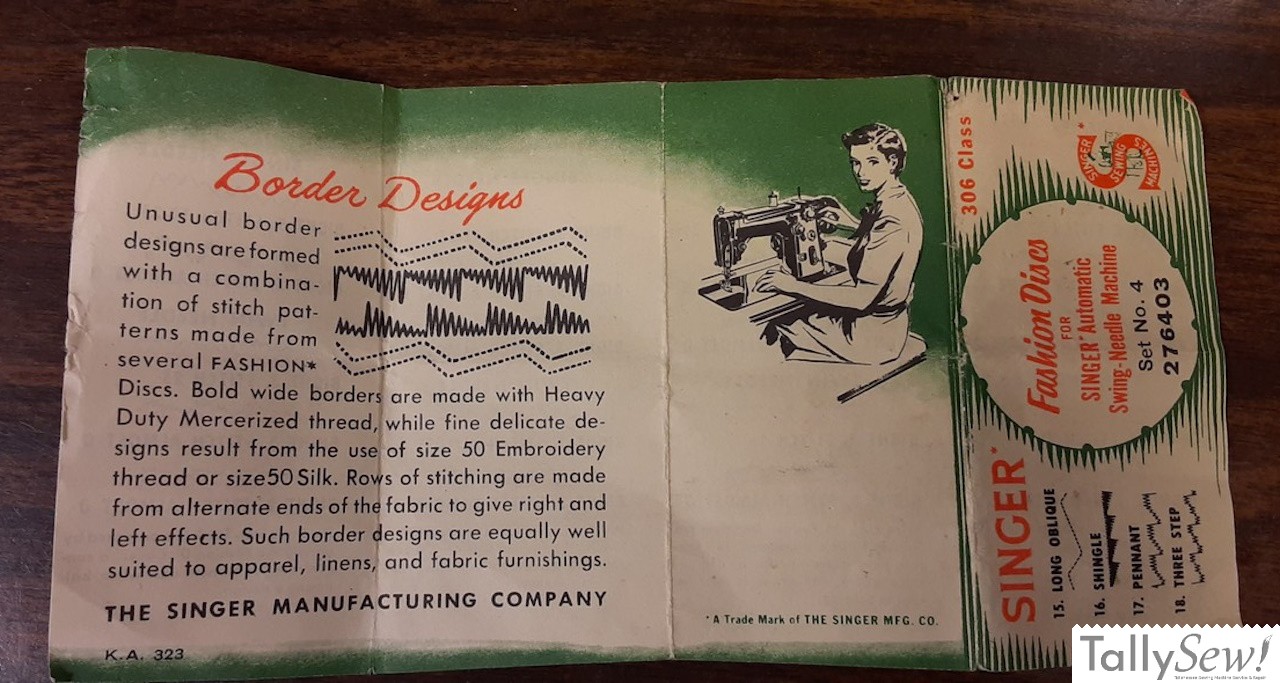 Border Designs
Unusual border
designs are formed
with a combina-
tion of stitch pat-
terns made from
several FASHION*
Discs. Bold wide borders are made with Heavy
Duty Mercerized thread, while fine delicate de-
signs result from the use of size 50 Embroidery
thread or size 50 Silk. Rows of stitching are made
from alternate ends of the fabric to give right and
left effects. Such border designs are equally well
suited to apparel, linens, and fabric furnishings.
THE SINGER MANUFACTURING COMPANY
K.A. 323
*A Trade Mark of THE SINGER MFG. CO.
306 Class
SINGER
SEWING
MACHINES
*
Fashion Discs
FOR
SINGER* Automatic
Swing-Needle Machine
Set No. 4
276403
SINGER*
15. LONG OBLIQUE
16. SHINGLE
17. PENNANT
18. THREE STEP
TallySew!